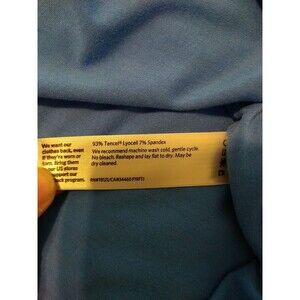 We want our
clothes back, even
if they're worn or
torn. Bring them
our US stores
support our
back program.
93% Tencel® Lyocell 7% Spandex
We recommend machine wash cold, gentle cycle.
No bleach. Reshape and lay flat to dry. May be
dry cleaned.